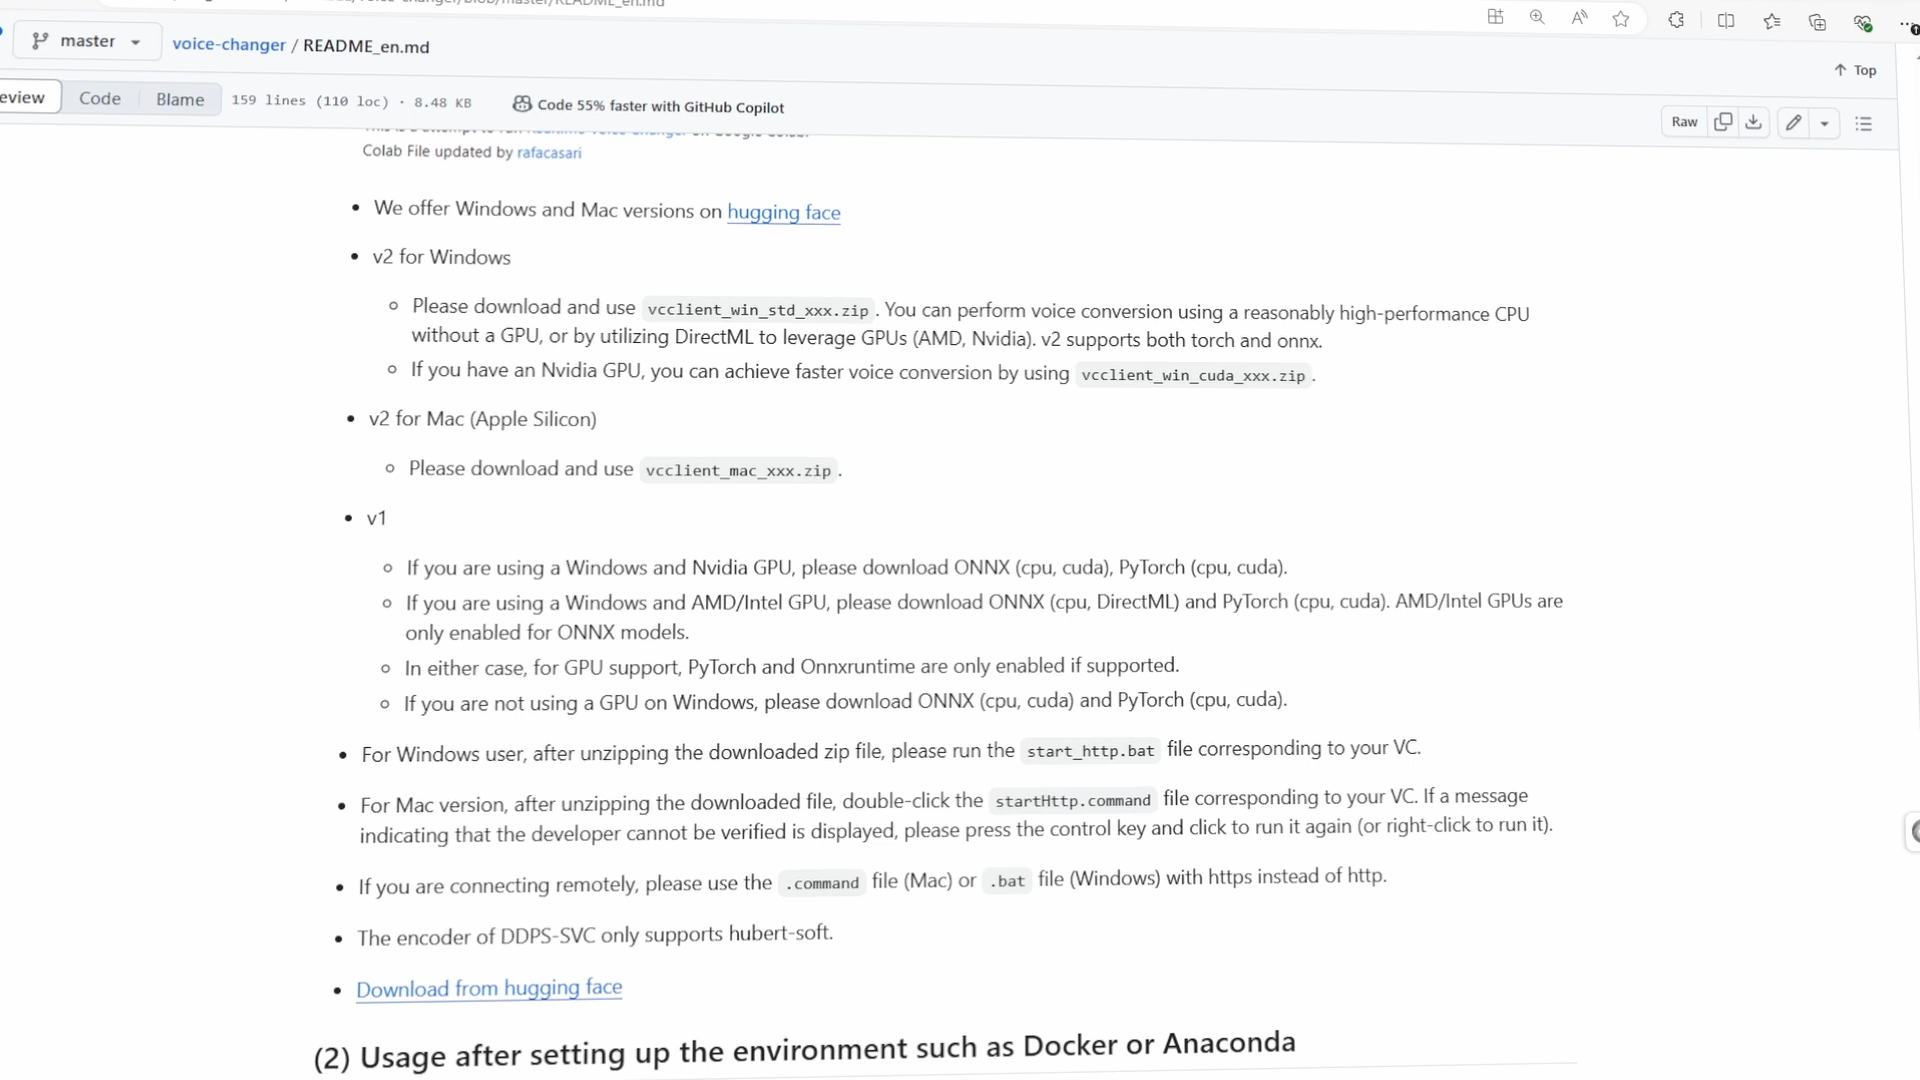 master
voice-changer / README_en.md
Top
Code
Blame
159 lines (110 loc) · 8.48 KB
Code 55% faster with GitHub Copilot
Raw
Colab File updated by rafacasari
• We offer Windows and Mac versions on hugging face
• v2 for Windows
Please download and use vcclient_win_std_xxx.zip. You can perform voice conversion using a reasonably high-performance CPU
without a GPU, or by utilizing DirectML to leverage GPUs (AMD, Nvidia). v2 supports both torch and onnx.
If you have an Nvidia GPU, you can achieve faster voice conversion by using vcclient_win_cuda_xxx.zip.
• v2 for Mac (Apple Silicon)
Please download and use vcclient_mac_xxx.zip.
• v1
If you are using a Windows and Nvidia GPU, please download ONNX (cpu, cuda), PyTorch (cpu, cuda).
If you are using a Windows and AMD/Intel GPU, please download ONNX (cpu, DirectML) and PyTorch (cpu, cuda). AMD/Intel GPUs are
only enabled for ONNX models.
In either case, for GPU support, PyTorch and Onnxruntime are only enabled if supported.
If you are not using a GPU on Windows, please download ONNX (cpu, cuda) and PyTorch (cpu, cuda).
• For Windows user, after unzipping the downloaded zip file, please run the start_http.bat file corresponding to your VC.
• For Mac version, after unzipping the downloaded file, double-click the startHttp.command file corresponding to your VC. If a message
indicating that the developer cannot be verified is displayed, please press the control key and click to run it again (or right-click to run it).
• If you are connecting remotely, please use the .command file (Mac) or .bat file (Windows) with https instead of http.
• The encoder of DDPS-SVC only supports hubert-soft.
• Download from hugging face
(2) Usage after setting up the environment such as Docker or Anaconda